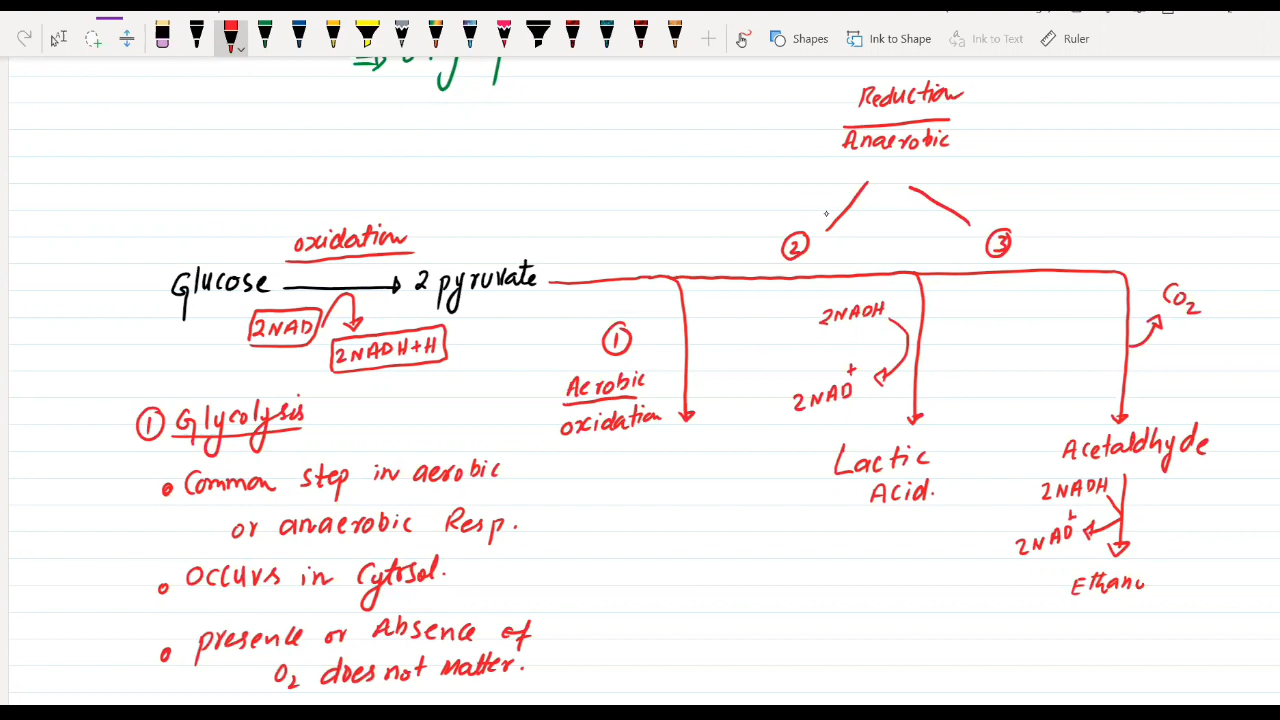 Shapes
Ink to Shape
Ink to Text
Ruler
Reduction
Anaerobic
oxidation
② ③
Glucose → 2 pyruvate
2NAD
2NADH+H
①
Aerobic
oxidation
2NADH
2NAD+
CO2
Lactic
Acid.
Acetaldhyde
2NADH
2NAD+
Ethano
① Glycolysis
• Common step in aerobic
or anaerobic Resp.
• Occurs in Cytosol.
• presence or Absence of
O2 does not Matter.